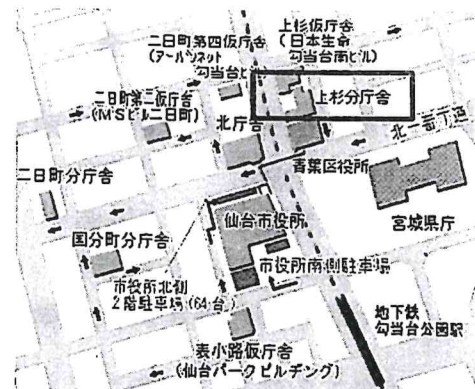 二日町第四仮庁舎
(アーバンネット
勾当台ビ
上杉仮庁舎
(日本生命
勾当台南ビル)
上杉分庁舎
二日町第二仮庁舎
(MSビル二日町)
北庁舎
北一番丁通
青葉区役所
二日町分庁舎
宮城県庁
仙台市役所
国分町分庁舎
市役所北側
2階駐車場(64台)
市役所南側駐車場
地下鉄
勾当台公園駅
表小路仮庁舎
(仙台パークビルヂング)